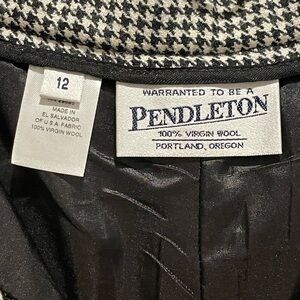 12
MADE IN
EL SALVADOR
OF U.S.A. FABRIC
100% VIRGIN WOOL
WARRANTED TO BE A
PENDLETON
100% VIRGIN WOOL
PORTLAND, OREGON